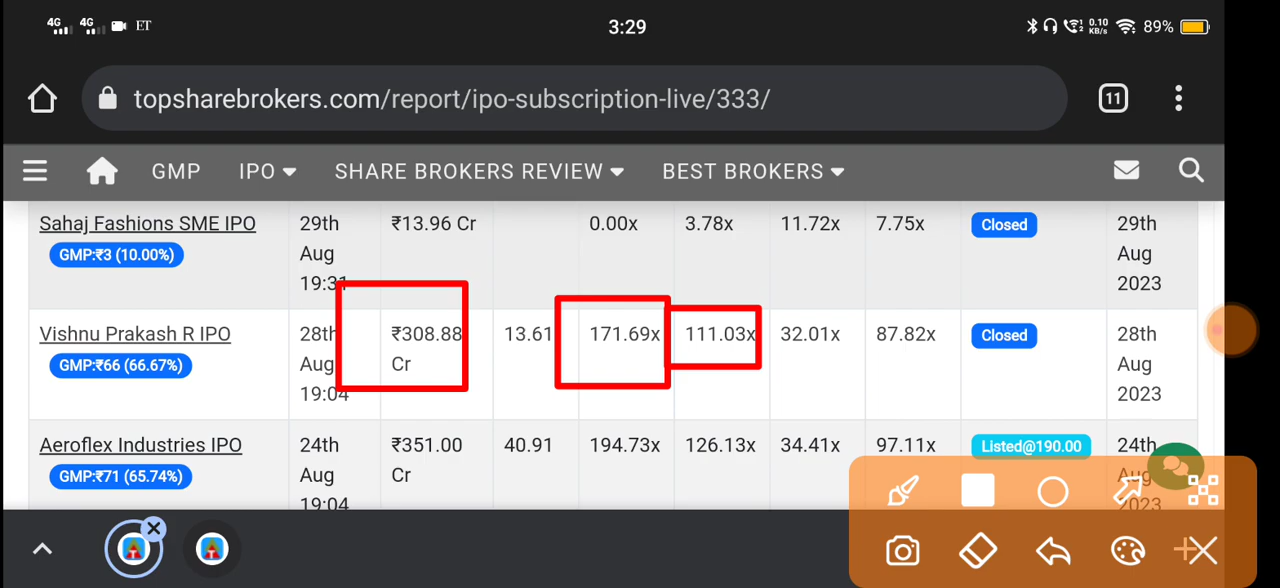 4G 4G ET 3:29 2 0.10 KB/s 89%
topsharebrokers.com/report/ipo-subscription-live/333/ 11
GMP IPO SHARE BROKERS REVIEW BEST BROKERS
Sahaj Fashions SME IPO 29th ₹13.96 Cr 0.00x 3.78x 11.72x 7.75x Closed 29th
GMP:₹3 (10.00%) Aug Aug
19:31 2023
Vishnu Prakash R IPO 28th ₹308.88 13.61 171.69x 111.03x 32.01x 87.82x Closed 28th
GMP:₹66 (66.67%) Aug Cr Aug
19:04 2023
Aeroflex Industries IPO 24th ₹351.00 40.91 194.73x 126.13x 34.41x 97.11x Listed@190.00 24th
GMP:₹71 (65.74%) Aug Cr Aug
19:04 2023